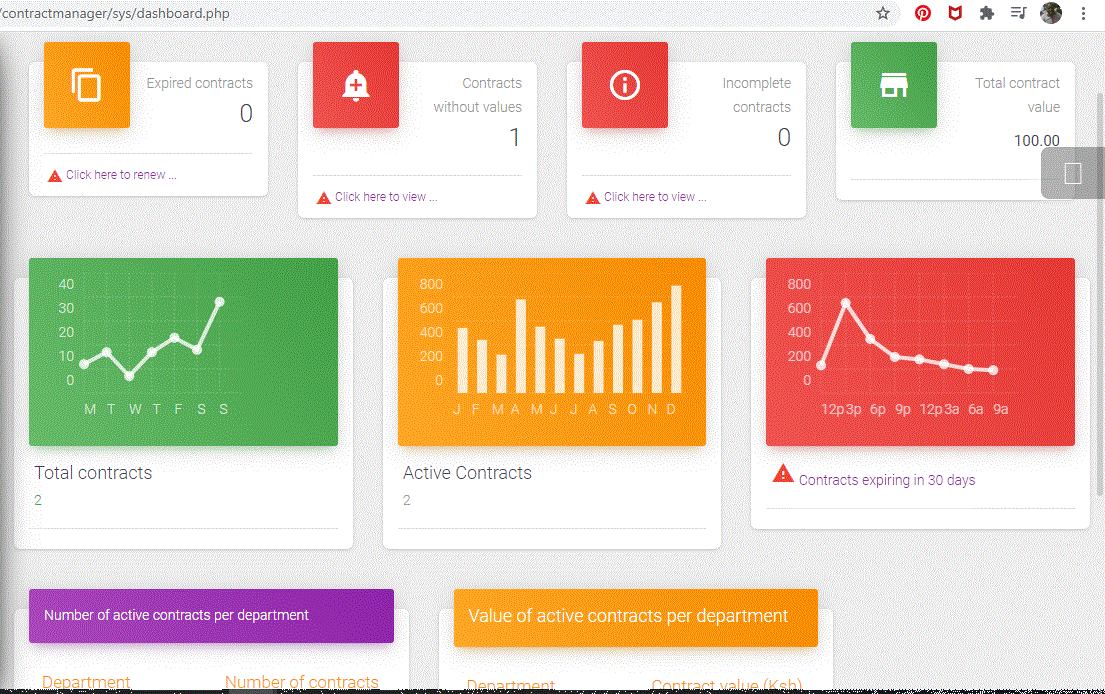 /contractmanager/sys/dashboard.php
Expired contracts
0
Click here to renew ...
Contracts
without values
1
Click here to view ...
Incomplete
contracts
0
Click here to view ...
Total contract
value
100.00
40
30
20
10
0
M T W T F S S
Total contracts
2
800
600
400
200
0
J F M A M J J A S O N D
Active Contracts
2
800
600
400
200
0
12p 3p 6p 9p 12p 3a 6a 9a
Contracts expiring in 30 days
Number of active contracts per department
Department Number of contracts
Value of active contracts per department
Department Contract value (Ksh)